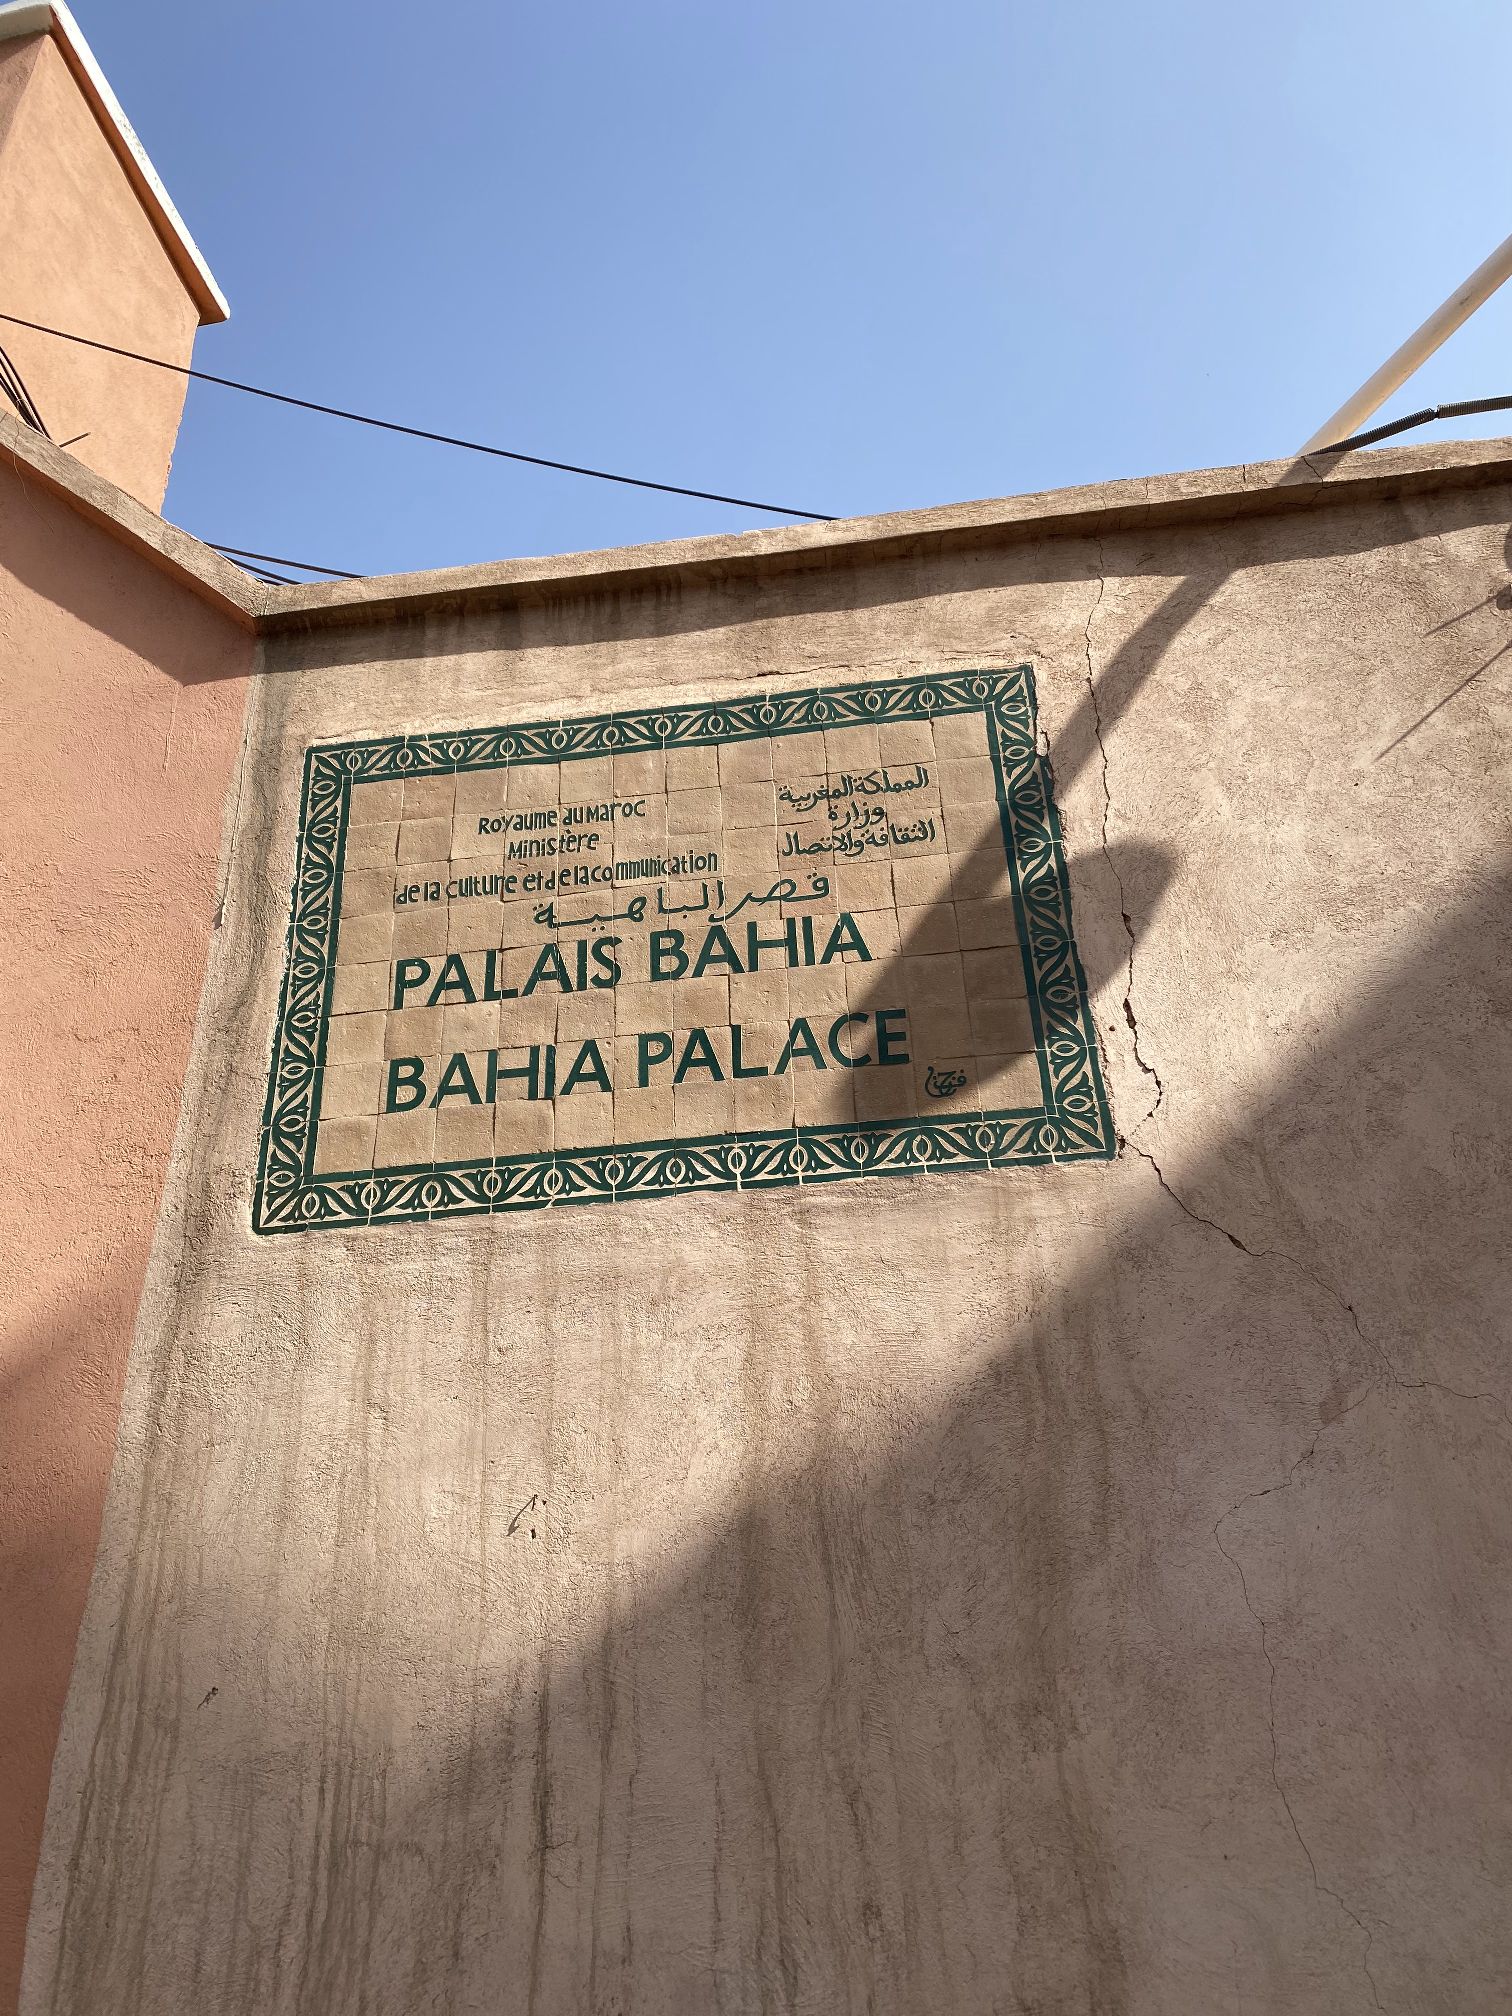 Royaume du Maroc
Ministère
de la culture et de la communication
المملكة المغربية
وزارة
الثقافة والاتصال
قصر الباهية
PALAIS BAHIA
BAHIA PALACE